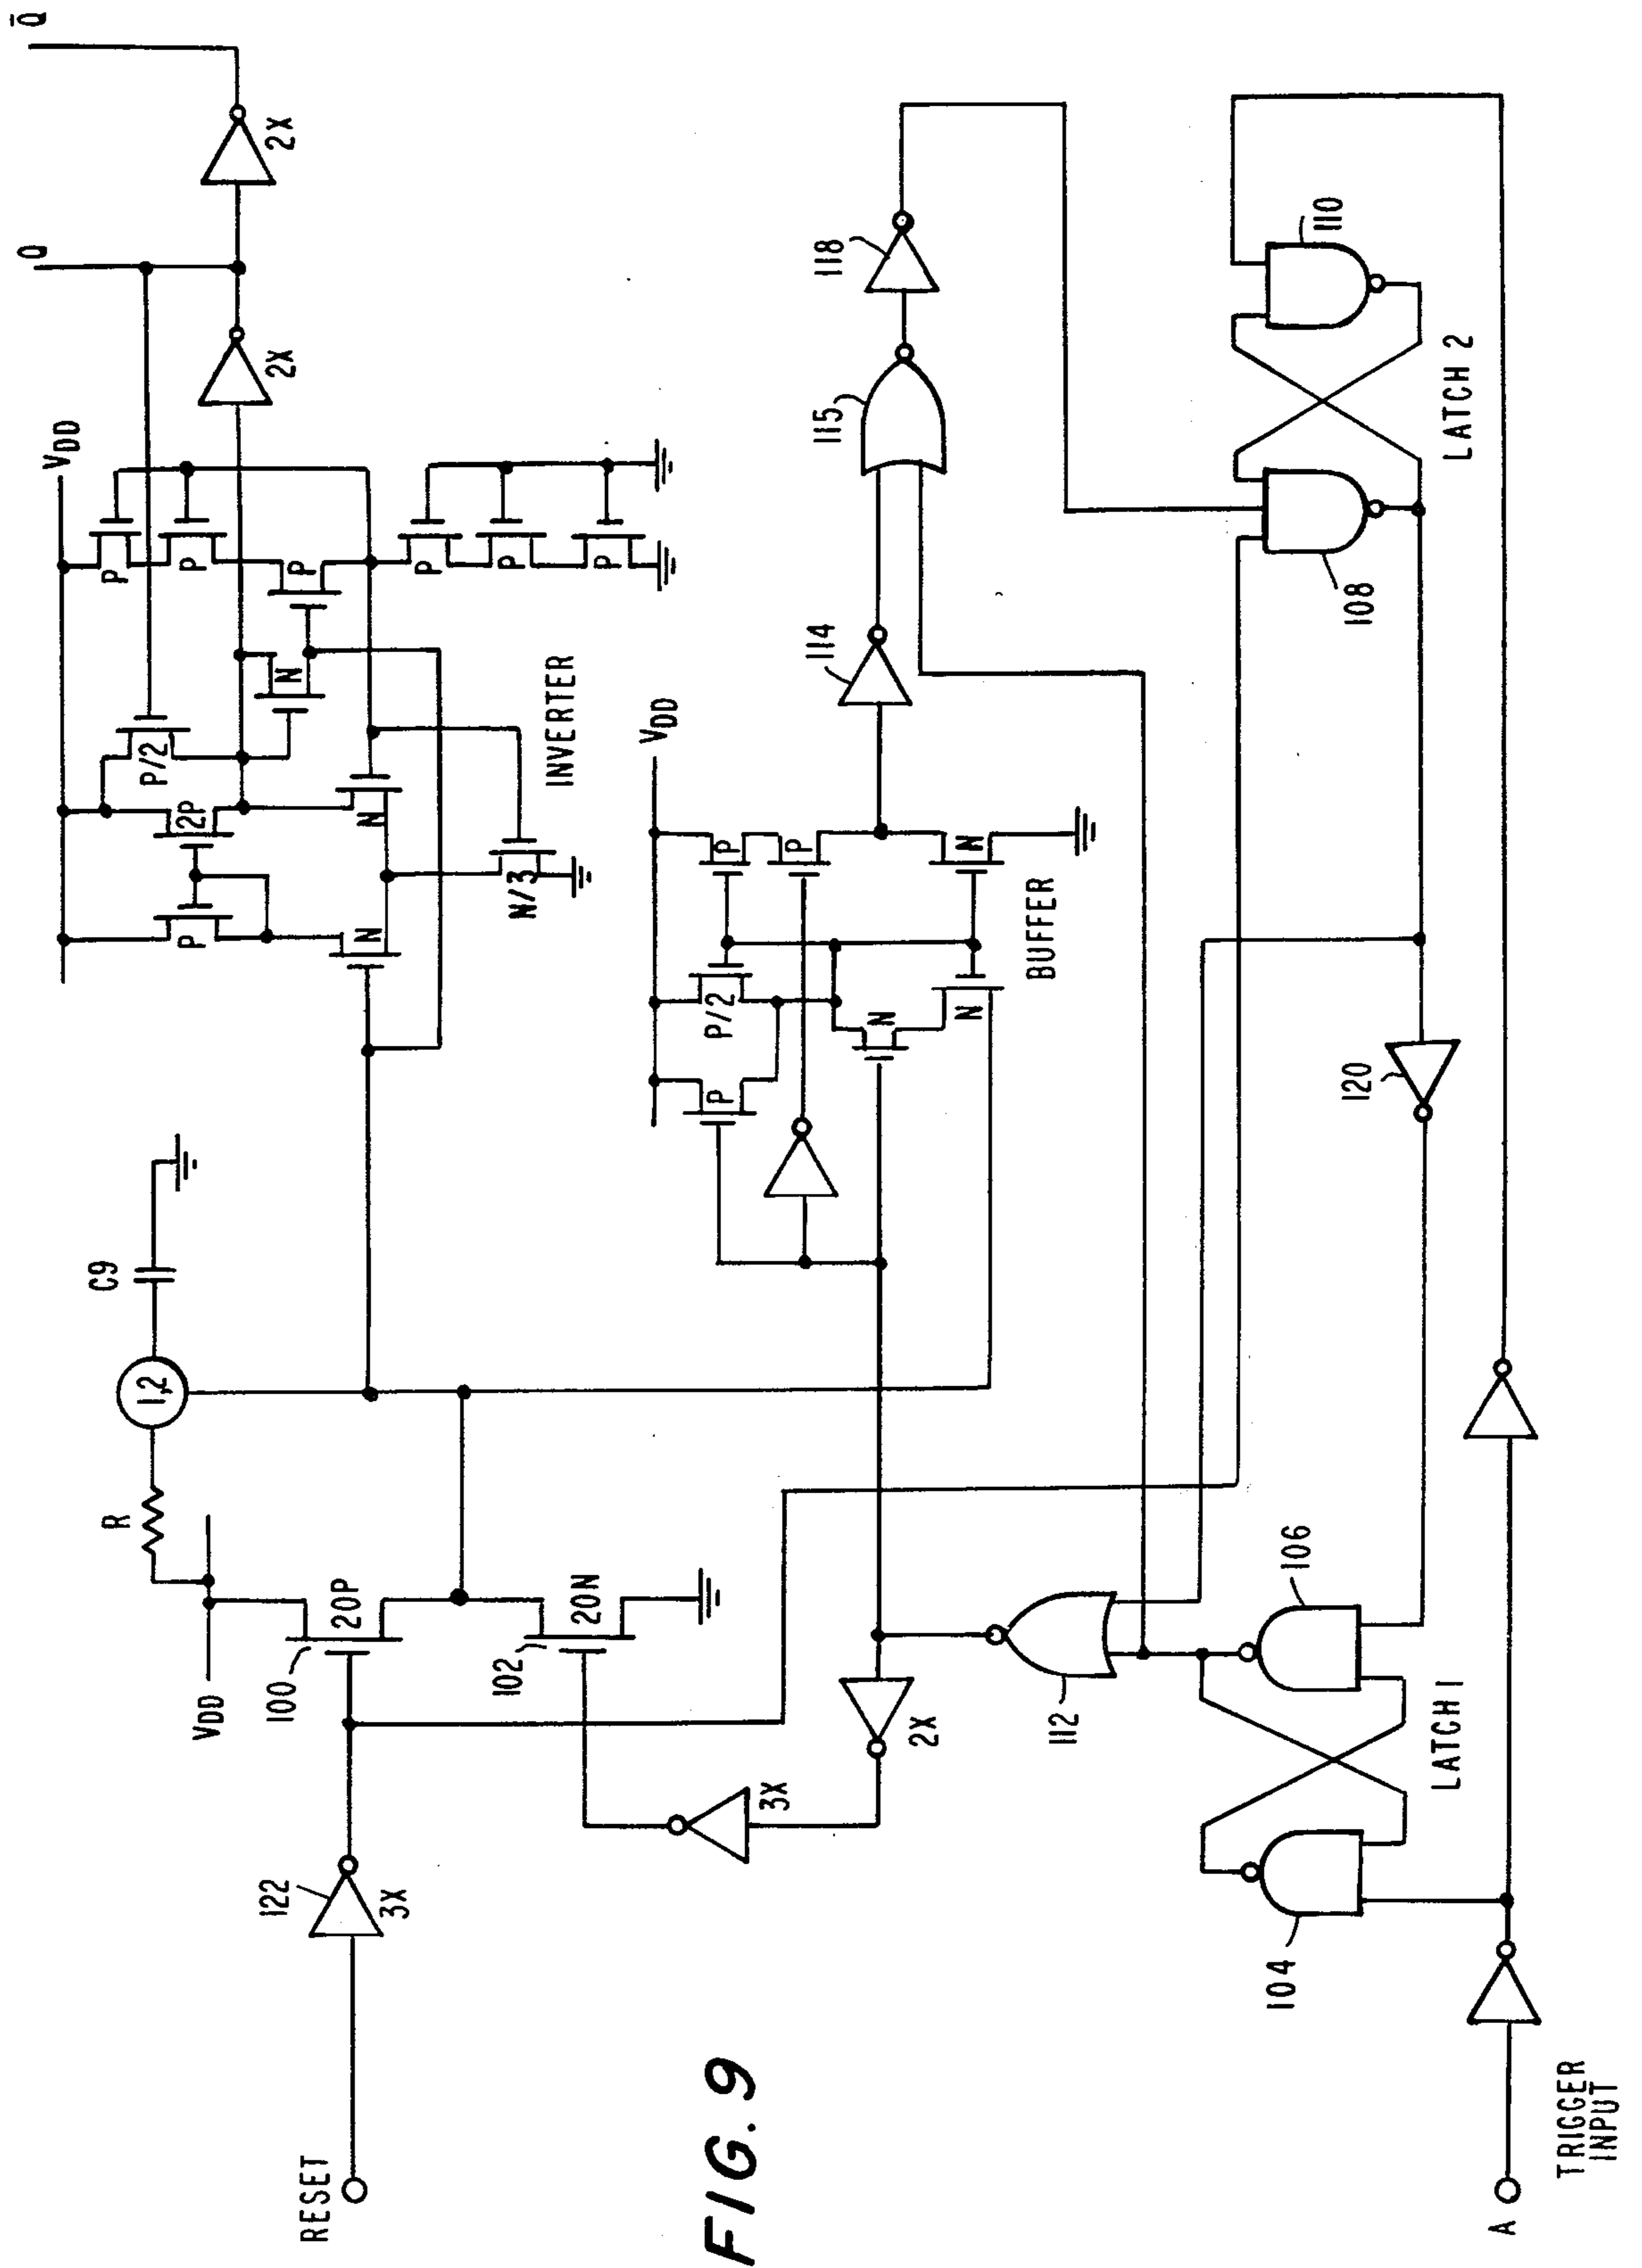 Q
Q̄
VDD
2X
2X
P
P/2
2P
P
P
N
P
P
P
P
N
N
N/3
INVERTER
C9
1,2
R
VDD
100
20P
102
20N
RESET
122
3X
3X
2X
VDD
P
P/2
P
P
N
N
N
BUFFER
114
115
118
112
106
104
LATCH 1
108
110
LATCH 2
120
A
TRIGGER
INPUT
FIG. 9